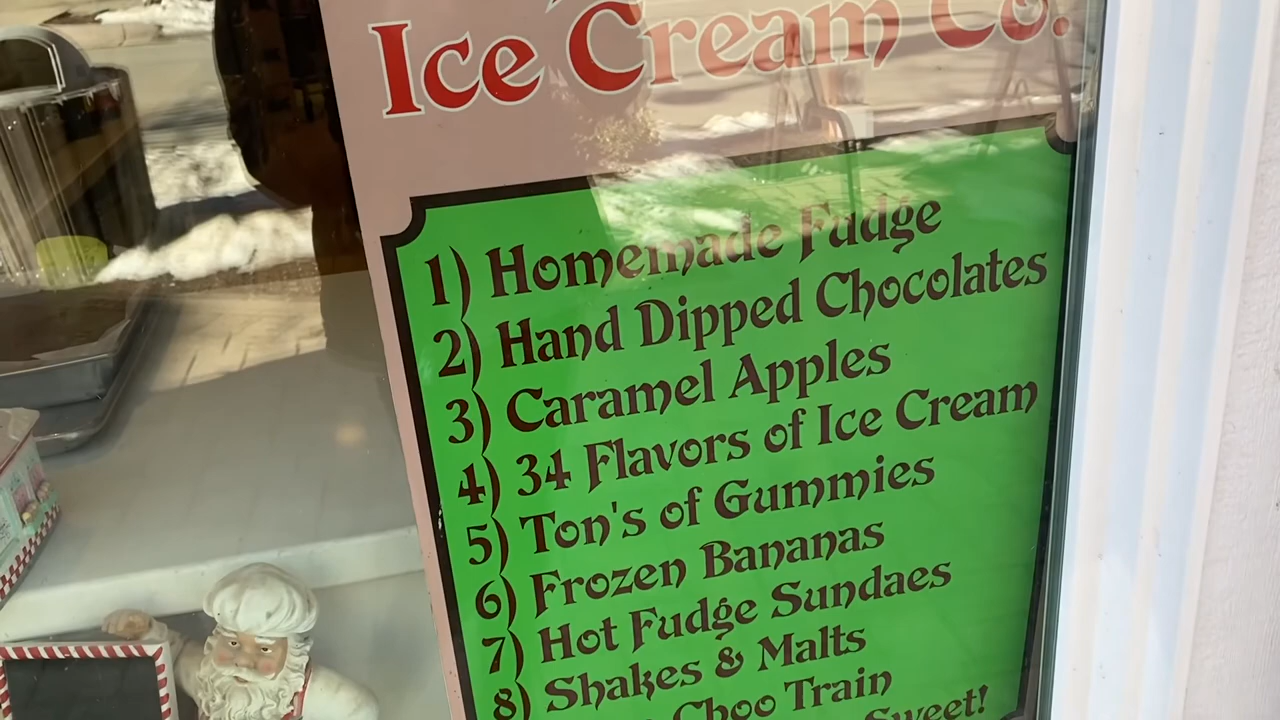 Ice Cream Co.
1) Homemade Fudge
2) Hand Dipped Chocolates
3) Caramel Apples
4) 34 Flavors of Ice Cream
5) Ton's of Gummies
6) Frozen Bananas
7) Hot Fudge Sundaes
8) Shakes & Malts
Choo Train
Sweet!